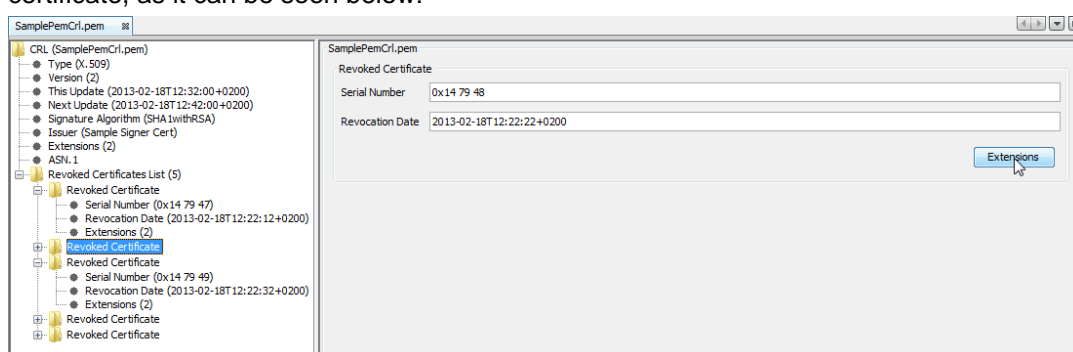 certificate, as it can be seen below:
SamplePemCrl.pem
CRL (SamplePemCrl.pem)
Type (X.509)
Version (2)
This Update (2013-02-18T12:32:00+0200)
Next Update (2013-02-18T12:42:00+0200)
Signature Algorithm (SHA1withRSA)
Issuer (Sample Signer Cert)
Extensions (2)
ASN.1
Revoked Certificates List (5)
Revoked Certificate
Serial Number (0x14 79 47)
Revocation Date (2013-02-18T12:22:12+0200)
Extensions (2)
Revoked Certificate
Revoked Certificate
Serial Number (0x14 79 49)
Revocation Date (2013-02-18T12:22:32+0200)
Extensions (2)
Revoked Certificate
Revoked Certificate
SamplePemCrl.pem
Revoked Certificate
Serial Number 0x14 79 48
Revocation Date 2013-02-18T12:22:22+0200
Extensions